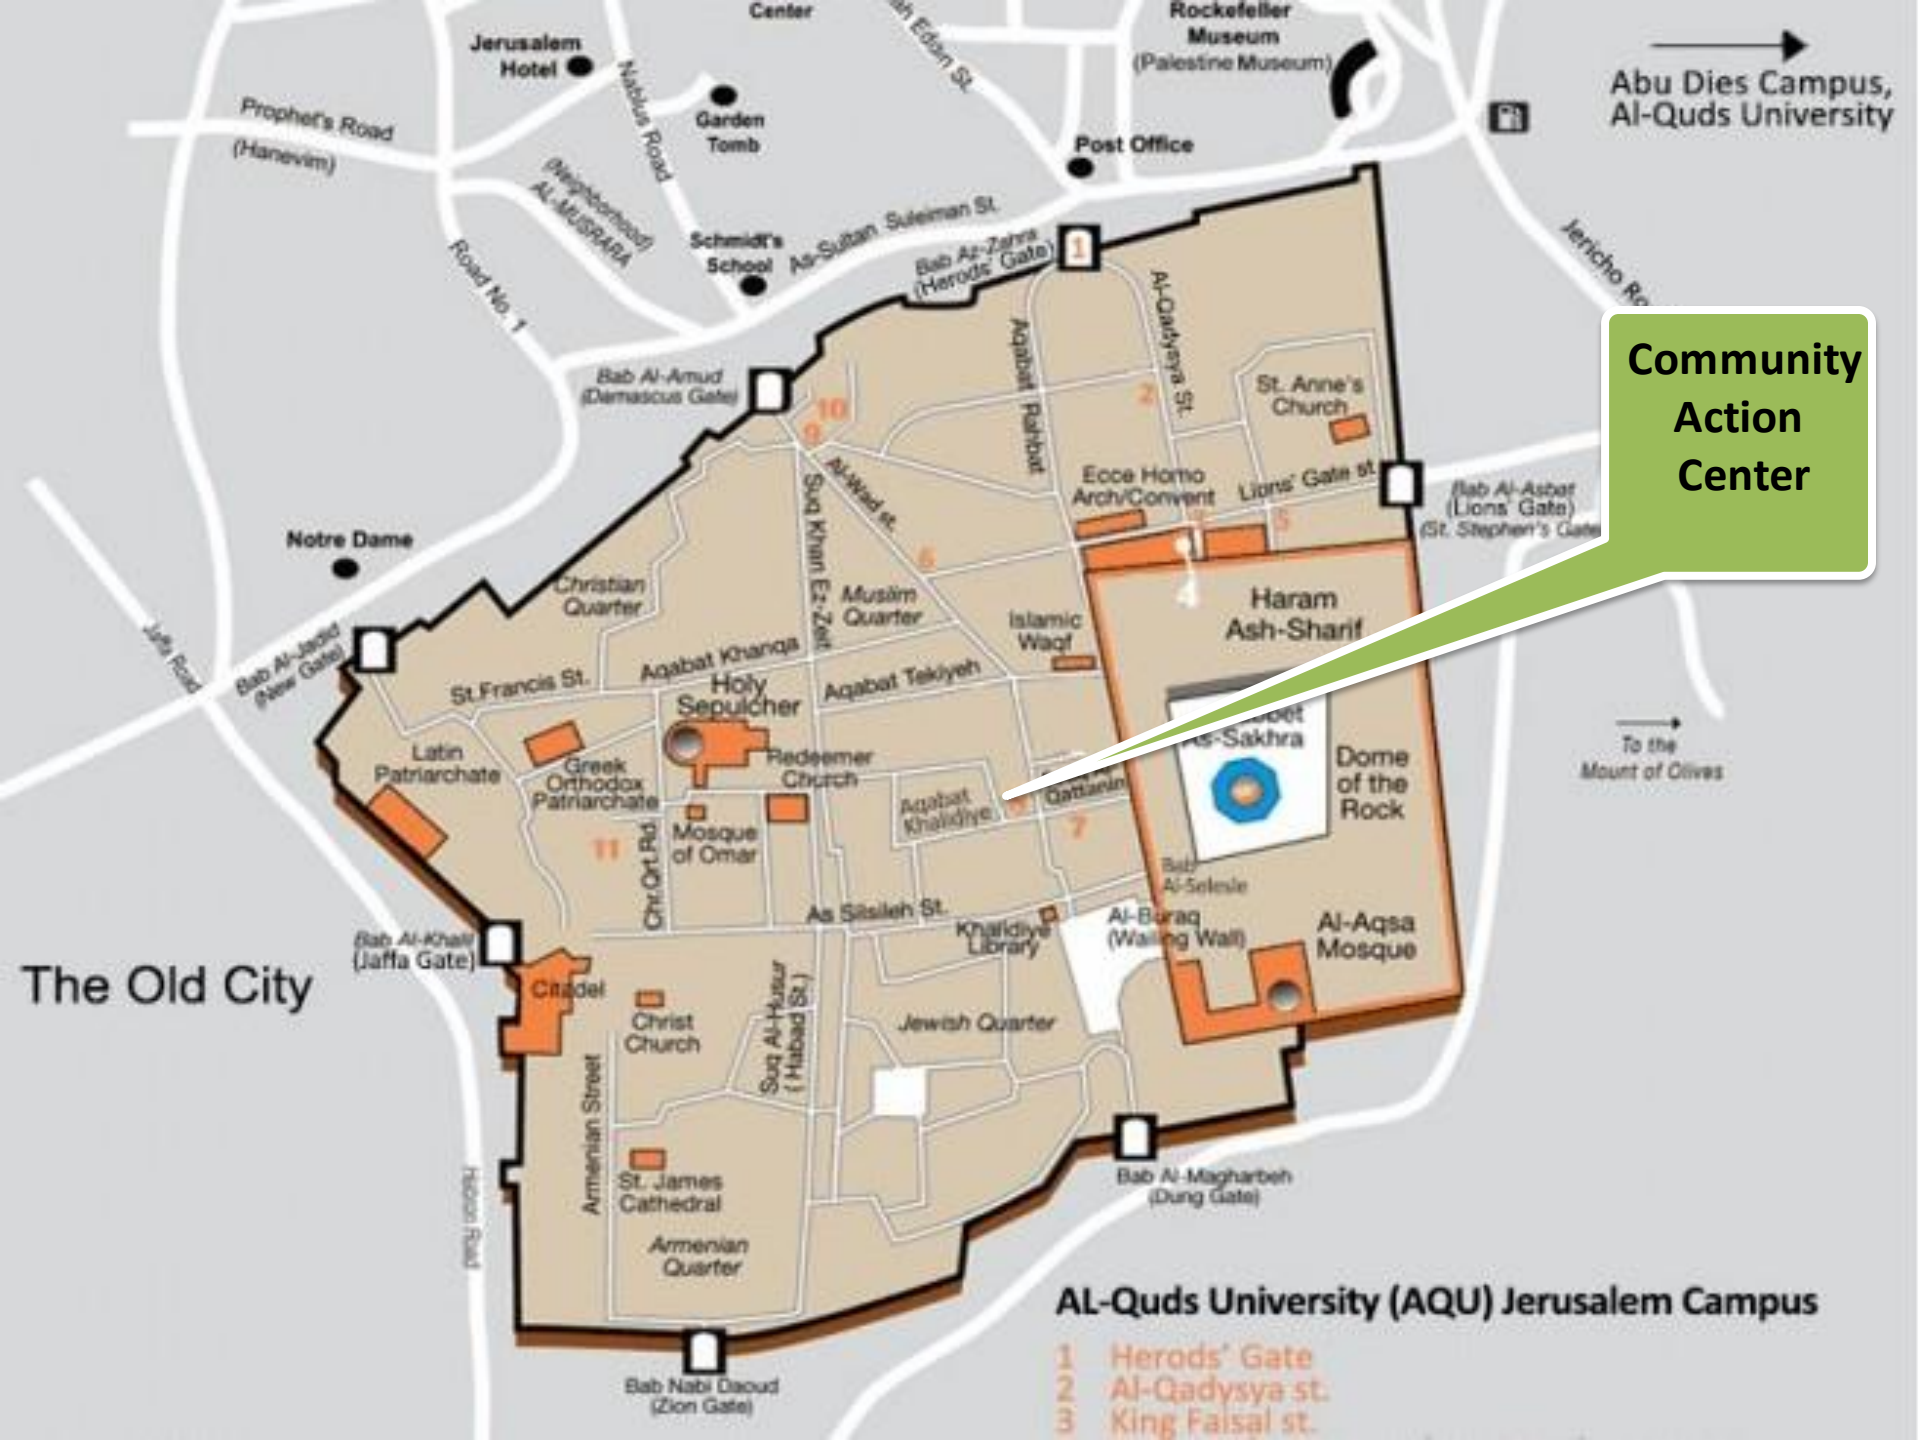 Center
Rockefeller
Museum
(Palestine Museum)
Abu Dies Campus,
Al-Quds University
Jerusalem
Hotel
Nablus Road
Garden
Tomb
Prophet's Road
(Hanevim)
Post Office
(Neighborhood)
AL-MUSRARA
Schmidt's
School
As-Sultan Suleiman St.
Bab Az-Zahra
(Herods' Gate)
1
Road No. 1
Jericho
Al-Qadysya St.
Aqabat Rahbat
Community
Action
Center
Bab Al-Amud
(Damascus Gate)
10
9
2
St. Anne's
Church
Al-Wad st.
Suq Khan Ez-Zeit
Ecce Homo
Arch/Convent
Lions' Gate st.
5
Bab Al-Asbat
(Lions' Gate)
(St. Stephen's Gate
Notre Dame
6
4
Christian
Quarter
Muslim
Quarter
Islamic
Waqf
Haram
Ash-Sharif
Jaffa Road
Bab Al-Jadid
(New Gate)
St.Francis St.
Aqabat Khanqa
Aqabat Tekiyeh
Holy
Sepulcher
As-Sakhra
Dome
of the
Rock
To the
Mount of Olives
Latin
Patriarchate
Greek
Orthodox
Patriarchate
Redeemer
Church
Aqabat
Khalidiye
Qattanin
7
11
Mosque
of Omar
Chr.Qrt.Rd.
Bab
Al-Selesle
As Silsileh St.
Khalidiye
Library
Al-Buraq
(Wailing Wall)
Al-Aqsa
Mosque
Bab Al-Khalil
(Jaffa Gate)
The Old City
Citadel
Christ
Church
Suq Al-Husur
( Habad St.)
Jewish Quarter
Armenian Street
St. James
Cathedral
Armenian
Quarter
Hebron Road
Bab Al-Magharbeh
(Dung Gate)
Bab Nabi Daoud
(Zion Gate)
AL-Quds University (AQU) Jerusalem Campus
1 Herods' Gate
2 Al-Qadysya st.
3 King Faisal st.